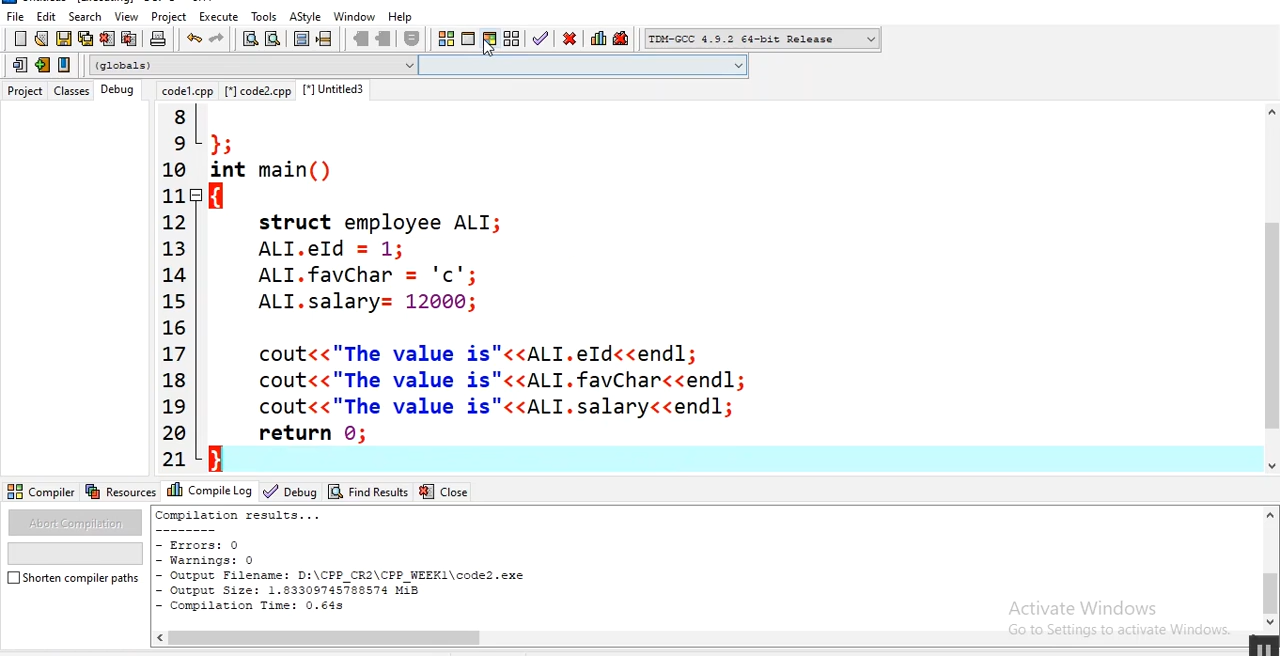 File Edit Search View Project Execute Tools AStyle Window Help
TDM-GCC 4.9.2 64-bit Release
(globals)
Project Classes Debug code1.cpp [*] code2.cpp [*] Untitled3
8
9 };
10 int main()
11 {
12 struct employee ALI;
13 ALI.eId = 1;
14 ALI.favChar = 'c';
15 ALI.salary= 12000;
16
17 cout<<"The value is"<<ALI.eId<<endl;
18 cout<<"The value is"<<ALI.favChar<<endl;
19 cout<<"The value is"<<ALI.salary<<endl;
20 return 0;
21 }
Compiler Resources Compile Log Debug Find Results Close
Abort Compilation
Shorten compiler paths
Compilation results...
--------
- Errors: 0
- Warnings: 0
- Output Filename: D:\CPP_CR2\CPP_WEEK1\code2.exe
- Output Size: 1.83309745788574 MiB
- Compilation Time: 0.64s
Activate Windows
Go to Settings to activate Windows.